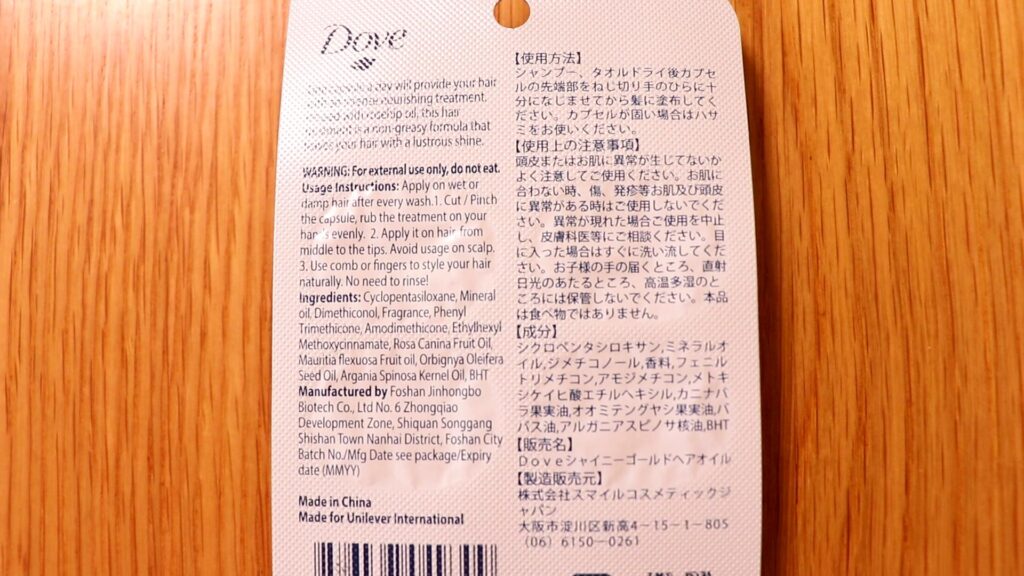 Dove
One capsule a day will provide your hair
with an intense nourishing treatment.
with rosehip oil, this hair
treatment is a non-greasy formula that
leaves your hair with a lustrous shine.
WARNING: For external use only, do not eat.
Usage Instructions: Apply on wet or
damp hair after every wash.1. Cut / Pinch
the capsule, rub the treatment on your
hands evenly. 2. Apply it on hair from
middle to the tips. Avoid usage on scalp.
3. Use comb or fingers to style your hair
naturally. No need to rinse!
Ingredients: Cyclopentasiloxane, Mineral
oil, Dimethiconol, Fragrance, Phenyl
Trimethicone, Amodimethicone, Ethylhexyl
Methoxycinnamate, Rosa Canina Fruit Oil,
Mauritia flexuosa Fruit oil, Orbignya Oleifera
Seed Oil, Argania Spinosa Kernel Oil, BHT
Manufactured by Foshan Jinhongbo
Biotech Co., Ltd No. 6 Zhongqiao
Development Zone, Shiquan Songgang
Shishan Town Nanhai District, Foshan City
Batch No./Mfg Date see package/Expiry
date (MMYY)
Made in China
Made for Unilever International
【使用方法】
シャンプー、タオルドライ後カプセ
ルの先端部をねじ切り手のひらに十
分になじませてから髪に塗布してく
ださい。カプセルが固い場合はハサ
ミをお使いください。
【使用上の注意事項】
頭皮またはお肌に異常が生じてないか
よく注意してご使用ください。お肌に
合わない時、傷、発疹等お肌及び頭皮
に異常がある時はご使用しないでくだ
さい。異常が現れた場合ご使用を中止
し、皮膚科医等にご相談ください。目
に入った場合はすぐに洗い流してくだ
さい。お子様の手の届くところ、直射
日光のあたるところ、高温多湿のと
ころには保管しないでください。本品
は食べ物ではありません。
【成分】
シクロペンタシロキサン,ミネラルオ
イル,ジメチコノール,香料,フェニル
トリメチコン,アモジメチコン,メトキ
シケイヒ酸エチルヘキシル,カニナバ
ラ果実油,オオミテングヤシ果実油,バ
バス油,アルガニアスピノサ核油,BHT
【販売名】
Ｄｏｖｅシャイニーゴールドヘアオイル
【製造販売元】
株式会社スマイルコスメティックジ
ャパン
大阪市淀川区新高4－15－1－805
（06）6150－0261